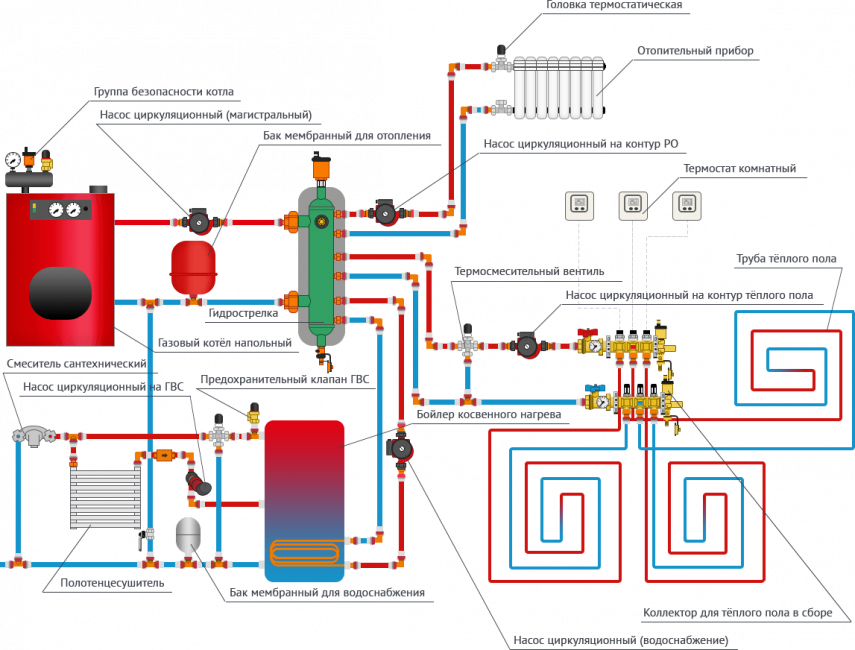 Головка термостатическая
Отопительный прибор
Группа безопасности котла
Насос циркуляционный (магистральный)
Бак мембранный для отопления
Насос циркуляционный на контур РО
Термостат комнатный
Труба тёплого пола
Термосмесительный вентиль
Насос циркуляционный на контур тёплого пола
Гидрострелка
Газовый котёл напольный
Смеситель сантехнический
Насос циркуляционный на ГВС
Предохранительный клапан ГВС
Бойлер косвенного нагрева
Полотенцесушитель
Бак мембранный для водоснабжения
Коллектор для тёплого пола в сборе
Насос циркуляционный (водоснабжение)